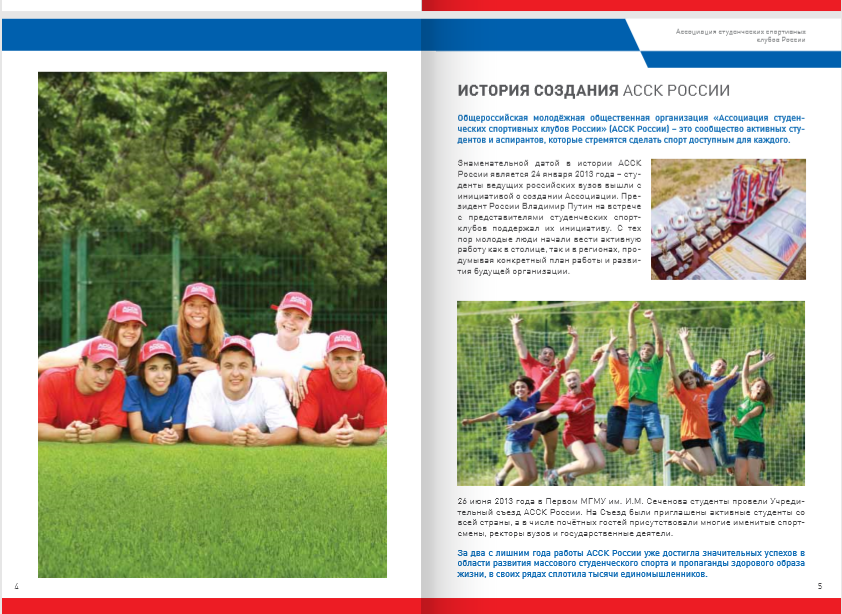 Ассоциация студенческих спортивных
клубов России
ИСТОРИЯ СОЗДАНИЯ АССК РОССИИ
Общероссийская молодёжная общественная организация «Ассоциация студен-
ческих спортивных клубов России» (АССК России) – это сообщество активных сту-
дентов и аспирантов, которые стремятся сделать спорт доступным для каждого.
Знаменательной датой в истории АССК
России является 24 января 2013 года – сту-
денты ведущих российских вузов вышли с
инициативой о создании Ассоциации. Пре-
зидент России Владимир Путин на встрече
с представителями студенческих спорт-
клубов поддержал их инициативу. С тех
пор молодые люди начали вести активную
работу как в столице, так и в регионах, про-
думывая конкретный план работы и разви-
тия будущей организации.
26 июня 2013 года в Первом МГМУ им. И.М. Сеченова студенты провели Учреди-
тельный съезд АССК России. На Съезд были приглашены активные студенты со
всей страны, а в числе почётных гостей присутствовали многие именитые спорт-
смены, ректоры вузов и государственные деятели.
За два с лишним года работы АССК России уже достигла значительных успехов в
области развития массового студенческого спорта и пропаганды здорового образа
жизни, в своих рядах сплотила тысячи единомышленников.
4
5